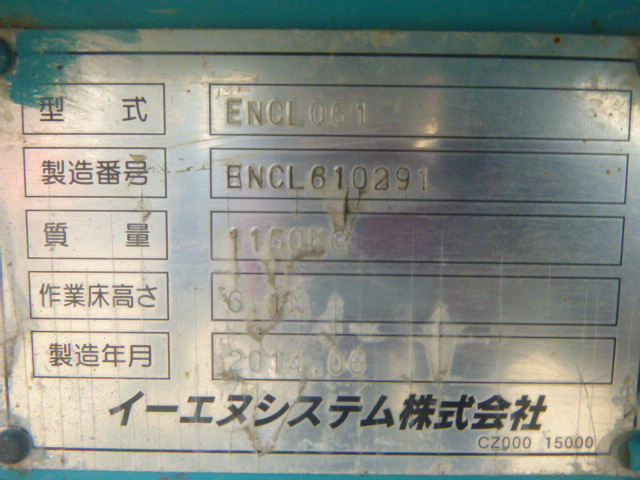 型式 ENCL061
製造番号 ENCL610291
質量 1150KG
作業床高さ 6.1M
製造年月 2014.06
イーエヌシステム株式会社
CZ000 15000